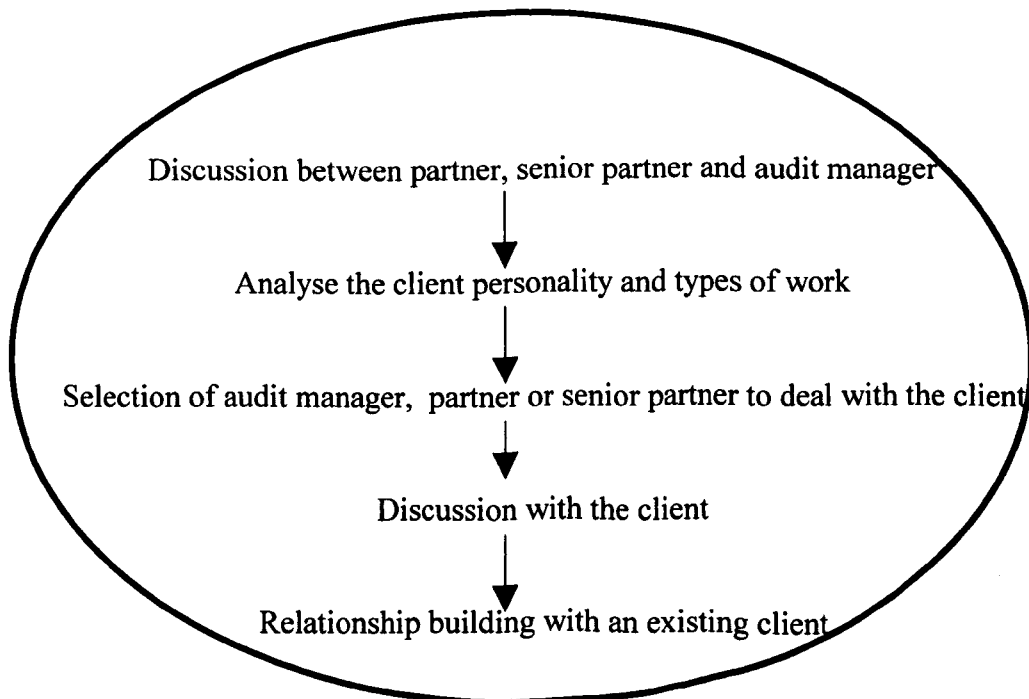 Discussion between partner, senior partner and audit manager
Analyse the client personality and types of work
Selection of audit manager, partner or senior partner to deal with the client
Discussion with the client
Relationship building with an existing client